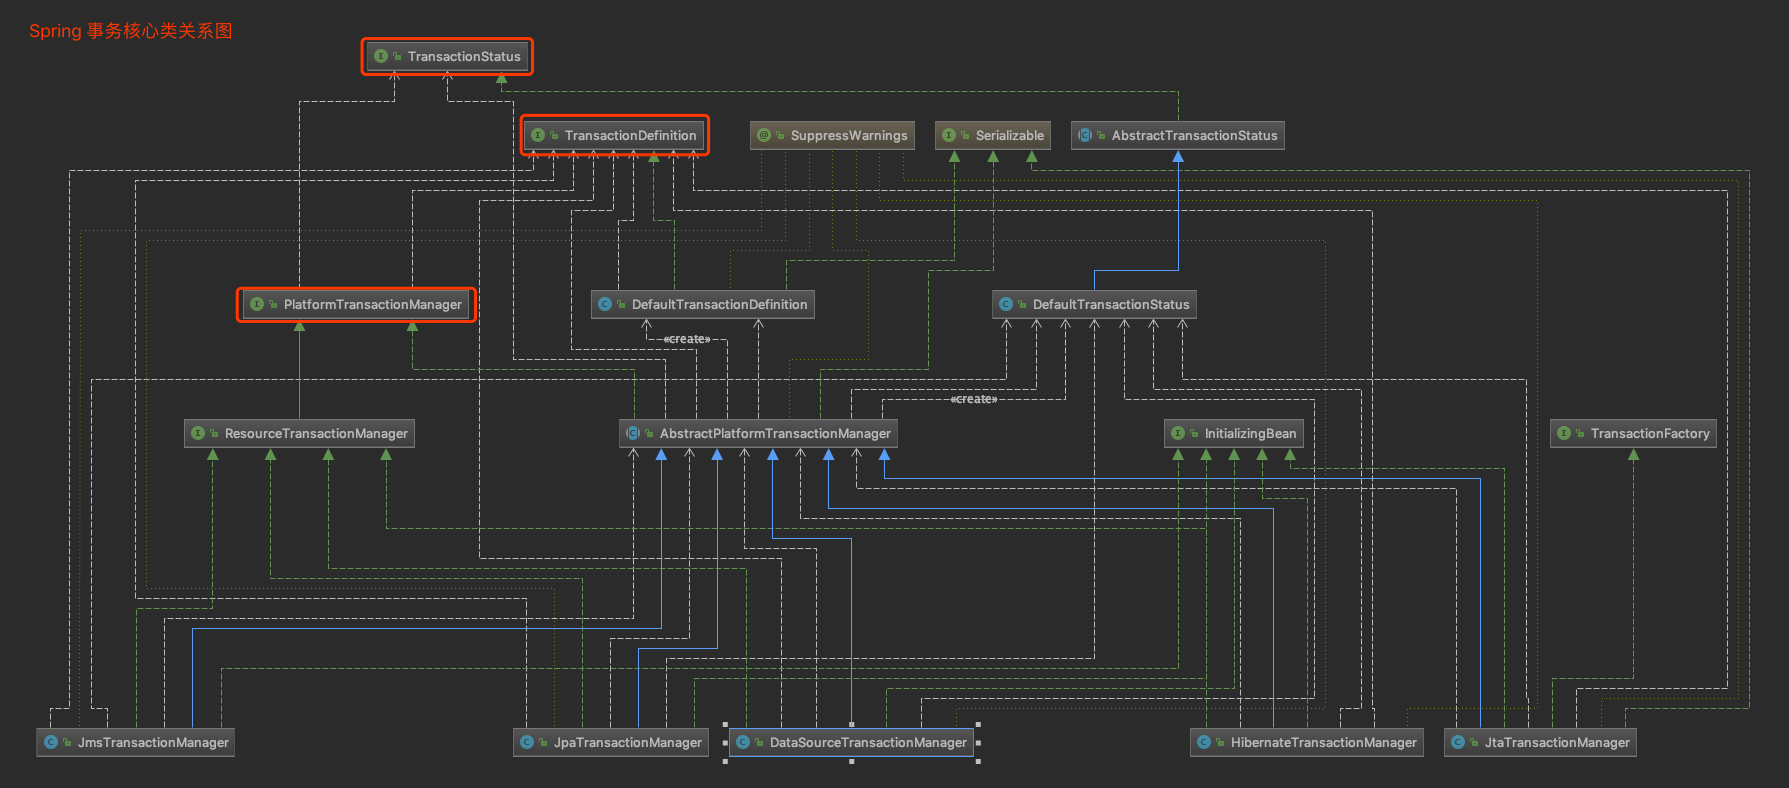 Spring 事务核心类关系图
TransactionStatus
TransactionDefinition
SuppressWarnings
Serializable
AbstractTransactionStatus
PlatformTransactionManager
DefaultTransactionDefinition
DefaultTransactionStatus
«create»
«create»
ResourceTransactionManager
AbstractPlatformTransactionManager
InitializingBean
TransactionFactory
JmsTransactionManager
JpaTransactionManager
DataSourceTransactionManager
HibernateTransactionManager
JtaTransactionManager